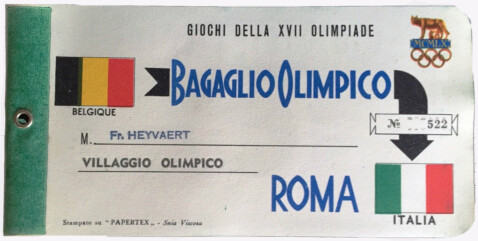 GIOCHI DELLA XVII OLIMPIADE
MCMLX
BAGAGLIO OLIMPICO
BELGIQUE
No 522
M. Fr. HEYVAERT
VILLAGGIO OLIMPICO
ROMA
ITALIA
Stampato su "PAPERTEX„ - Snia Viscosa